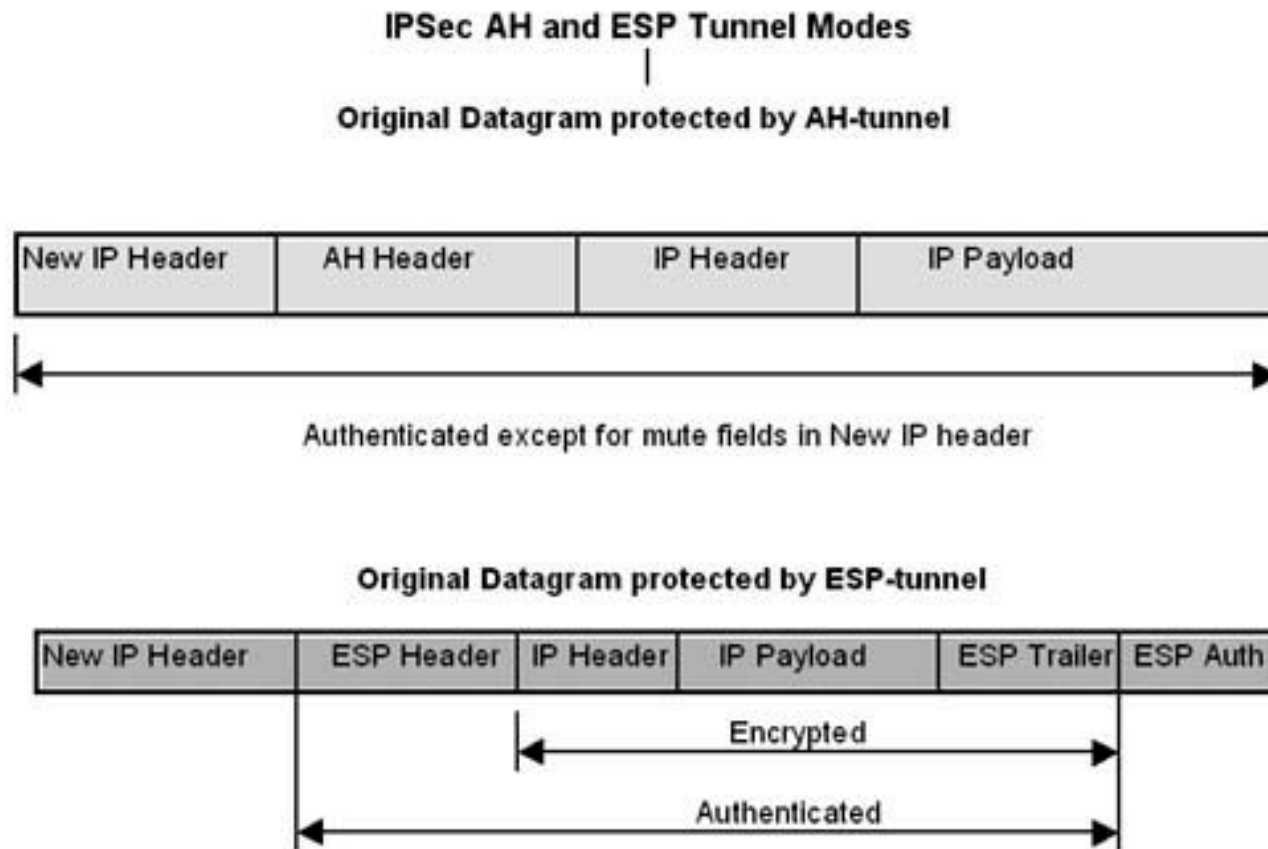 IPSec AH and ESP Tunnel Modes
Original Datagram protected by AH-tunnel
New IP Header AH Header IP Header IP Payload
Authenticated except for mute fields in New IP header
Original Datagram protected by ESP-tunnel
New IP Header ESP Header IP Header IP Payload ESP Trailer ESP Auth
Encrypted
Authenticated